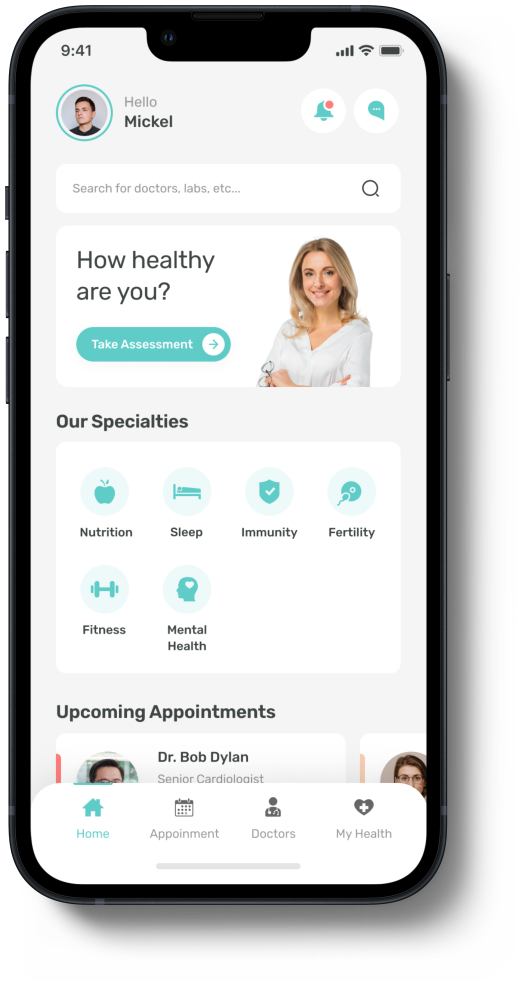 9:41
Hello
Mickel
Search for doctors, labs, etc...
How healthy
are you?
Take Assessment
Our Specialties
Nutrition
Sleep
Immunity
Fertility
Fitness
Mental
Health
Upcoming Appointments
Dr. Bob Dylan
Senior Cardiologist
Home
Appoinment
Doctors
My Health